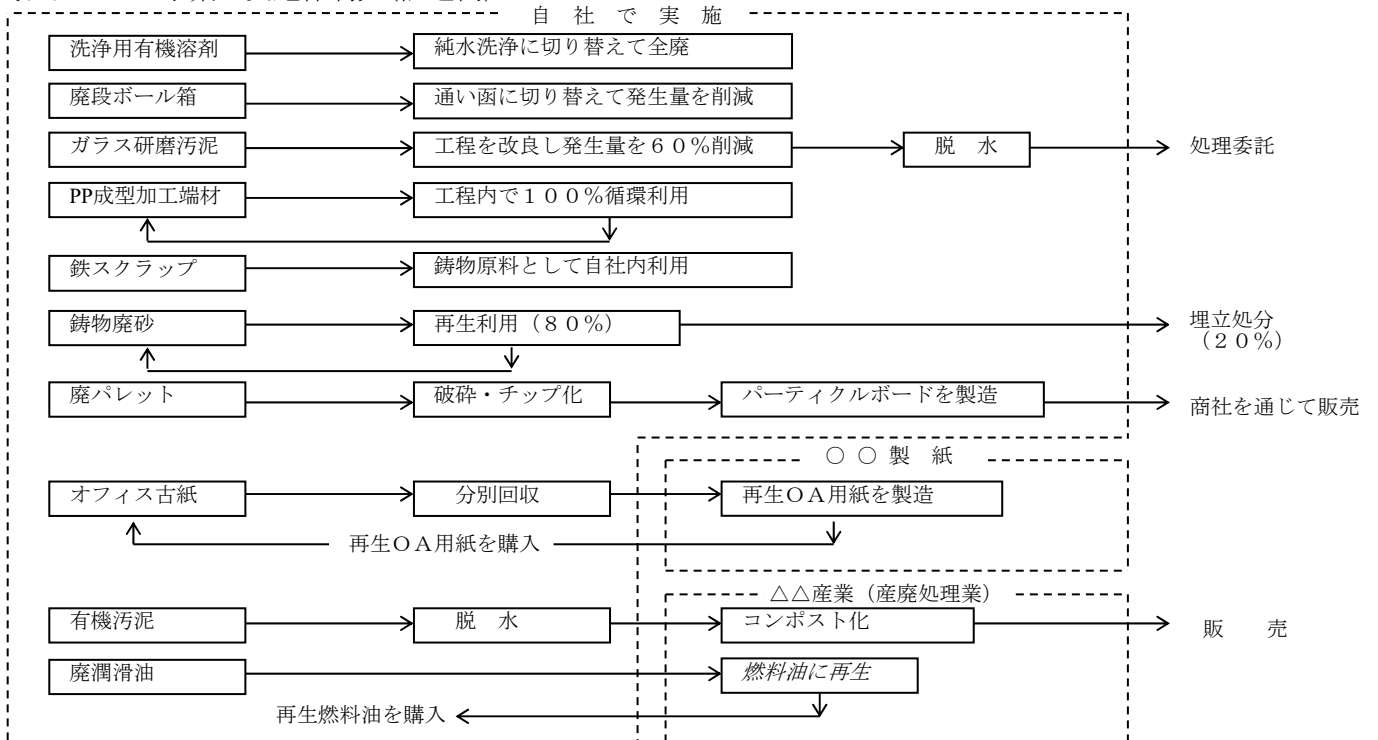 自 社 で 実 施
洗浄用有機溶剤 純水洗浄に切り替えて全廃
廃段ボール箱 通い函に切り替えて発生量を削減
ガラス研磨汚泥 工程を改良し発生量を６０％削減 脱 水 処理委託
PP成型加工端材 工程内で１００％循環利用
鉄スクラップ 鋳物原料として自社内利用
鋳物廃砂 再生利用（８０％） 埋立処分
（２０％）
廃パレット 破砕・チップ化 パーティクルボードを製造 商社を通じて販売
〇 〇 製 紙
オフィス古紙 分別回収 再生ＯＡ用紙を製造
再生ＯＡ用紙を購入
△△産業（産廃処理業）
有機汚泥 脱 水 コンポスト化 販 売
廃潤滑油 燃料油に再生
再生燃料油を購入